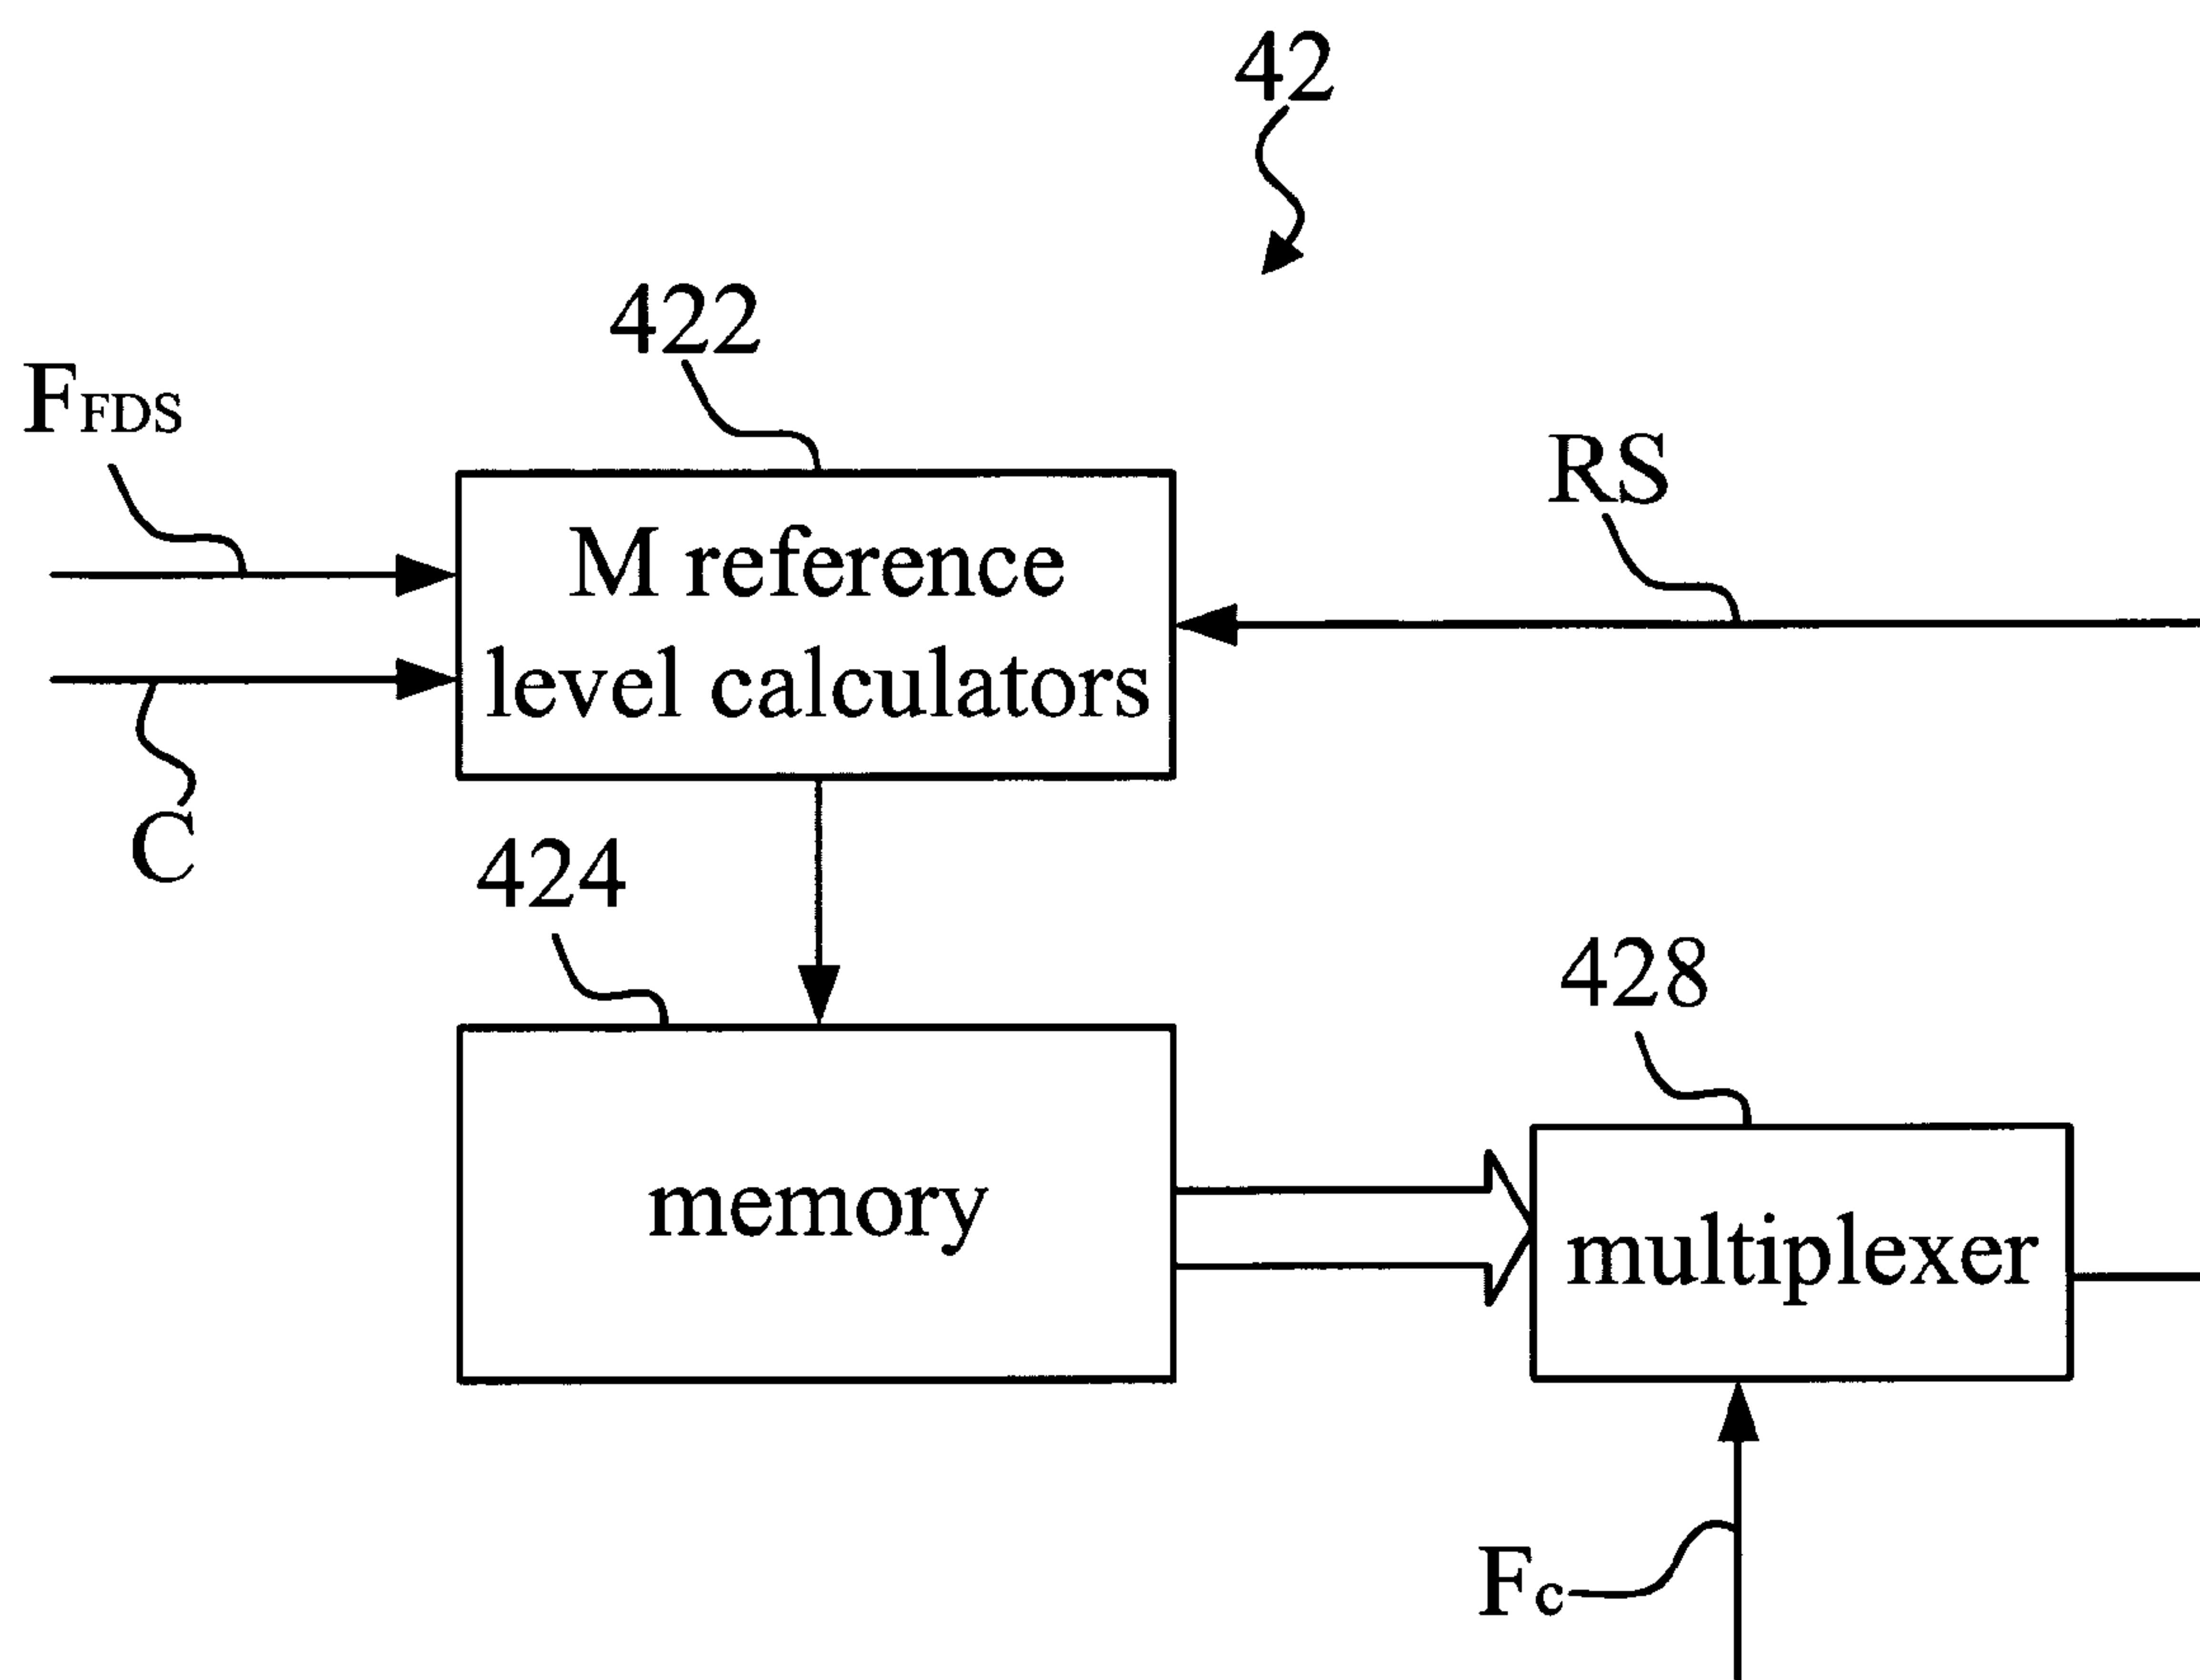 42
422
FFDS
RS
M reference
level calculators
C
424
428
memory
multiplexer
Fc